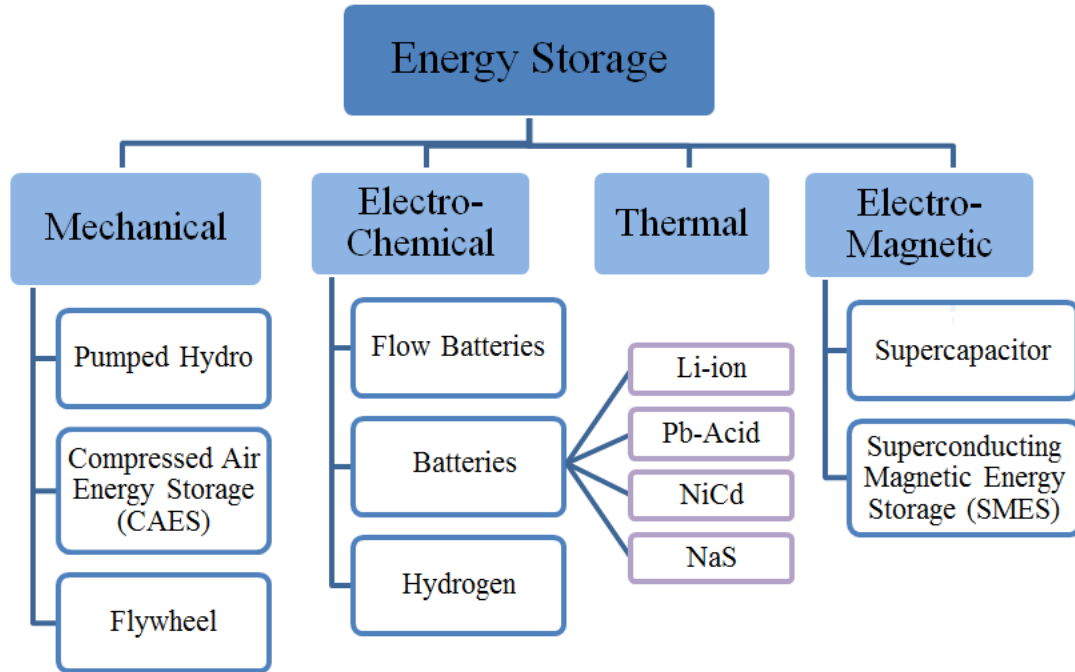 Energy Storage
Mechanical
Electro-
Chemical
Thermal
Electro-
Magnetic
Pumped Hydro
Compressed Air
Energy Storage
(CAES)
Flywheel
Flow Batteries
Batteries
Hydrogen
Li-ion
Pb-Acid
NiCd
NaS
Supercapacitor
Superconducting
Magnetic Energy
Storage (SMES)